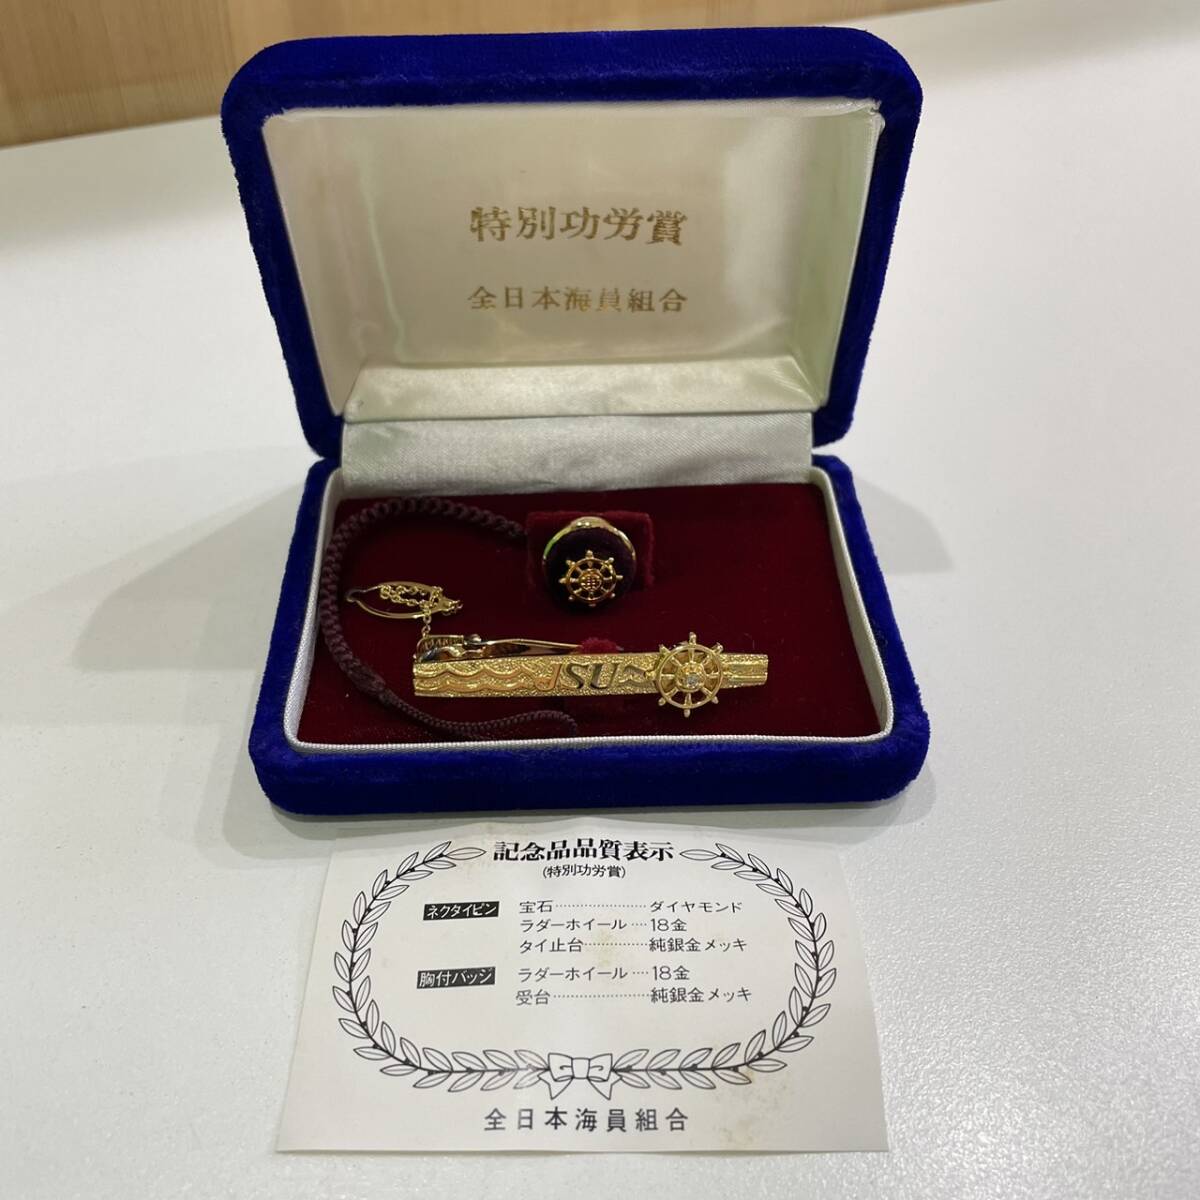 特別功労賞
全日本海員組合
JSU
記念品品質表示
(特別功労賞)
ネクタイピン 宝石……………………ダイヤモンド
ラダーホイール…18金
タイ止台……………純銀金メッキ
胸付バッジ ラダーホイール…18金
受台……………………純銀金メッキ
全日本海員組合